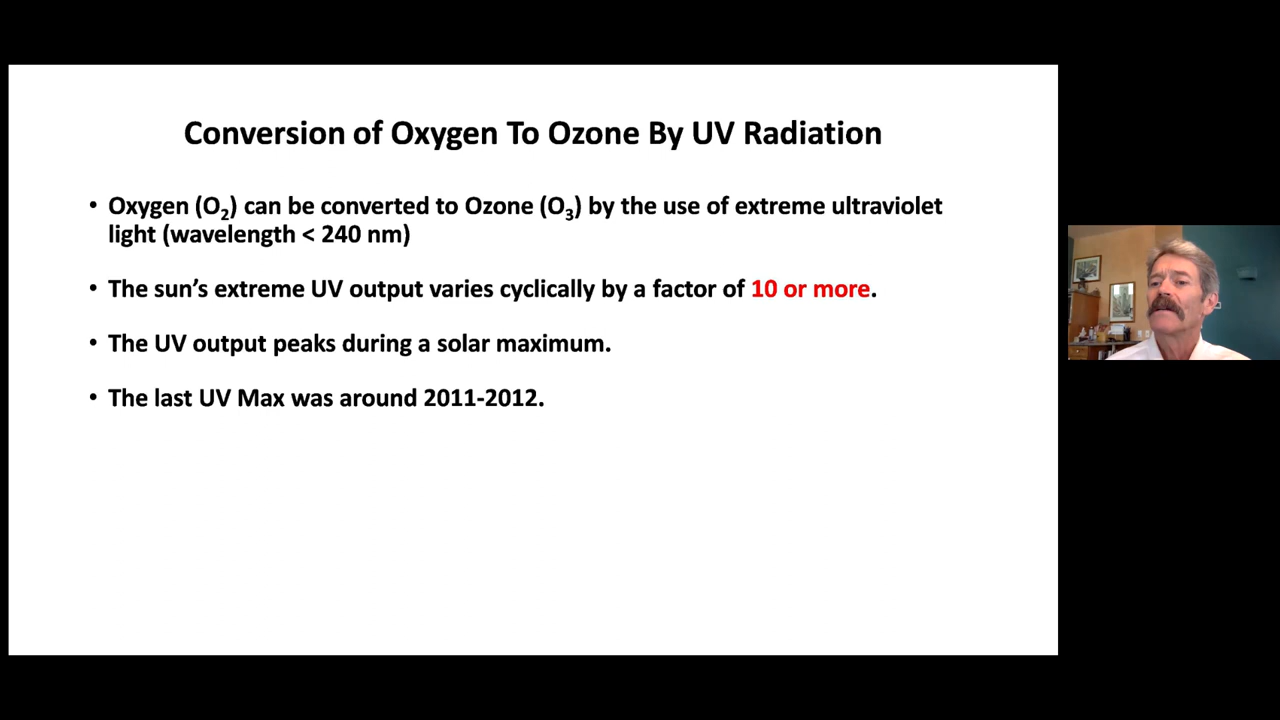 Conversion of Oxygen To Ozone By UV Radiation
• Oxygen (O₂) can be converted to Ozone (O₃) by the use of extreme ultraviolet
light (wavelength < 240 nm)
• The sun’s extreme UV output varies cyclically by a factor of 10 or more.
• The UV output peaks during a solar maximum.
• The last UV Max was around 2011-2012.